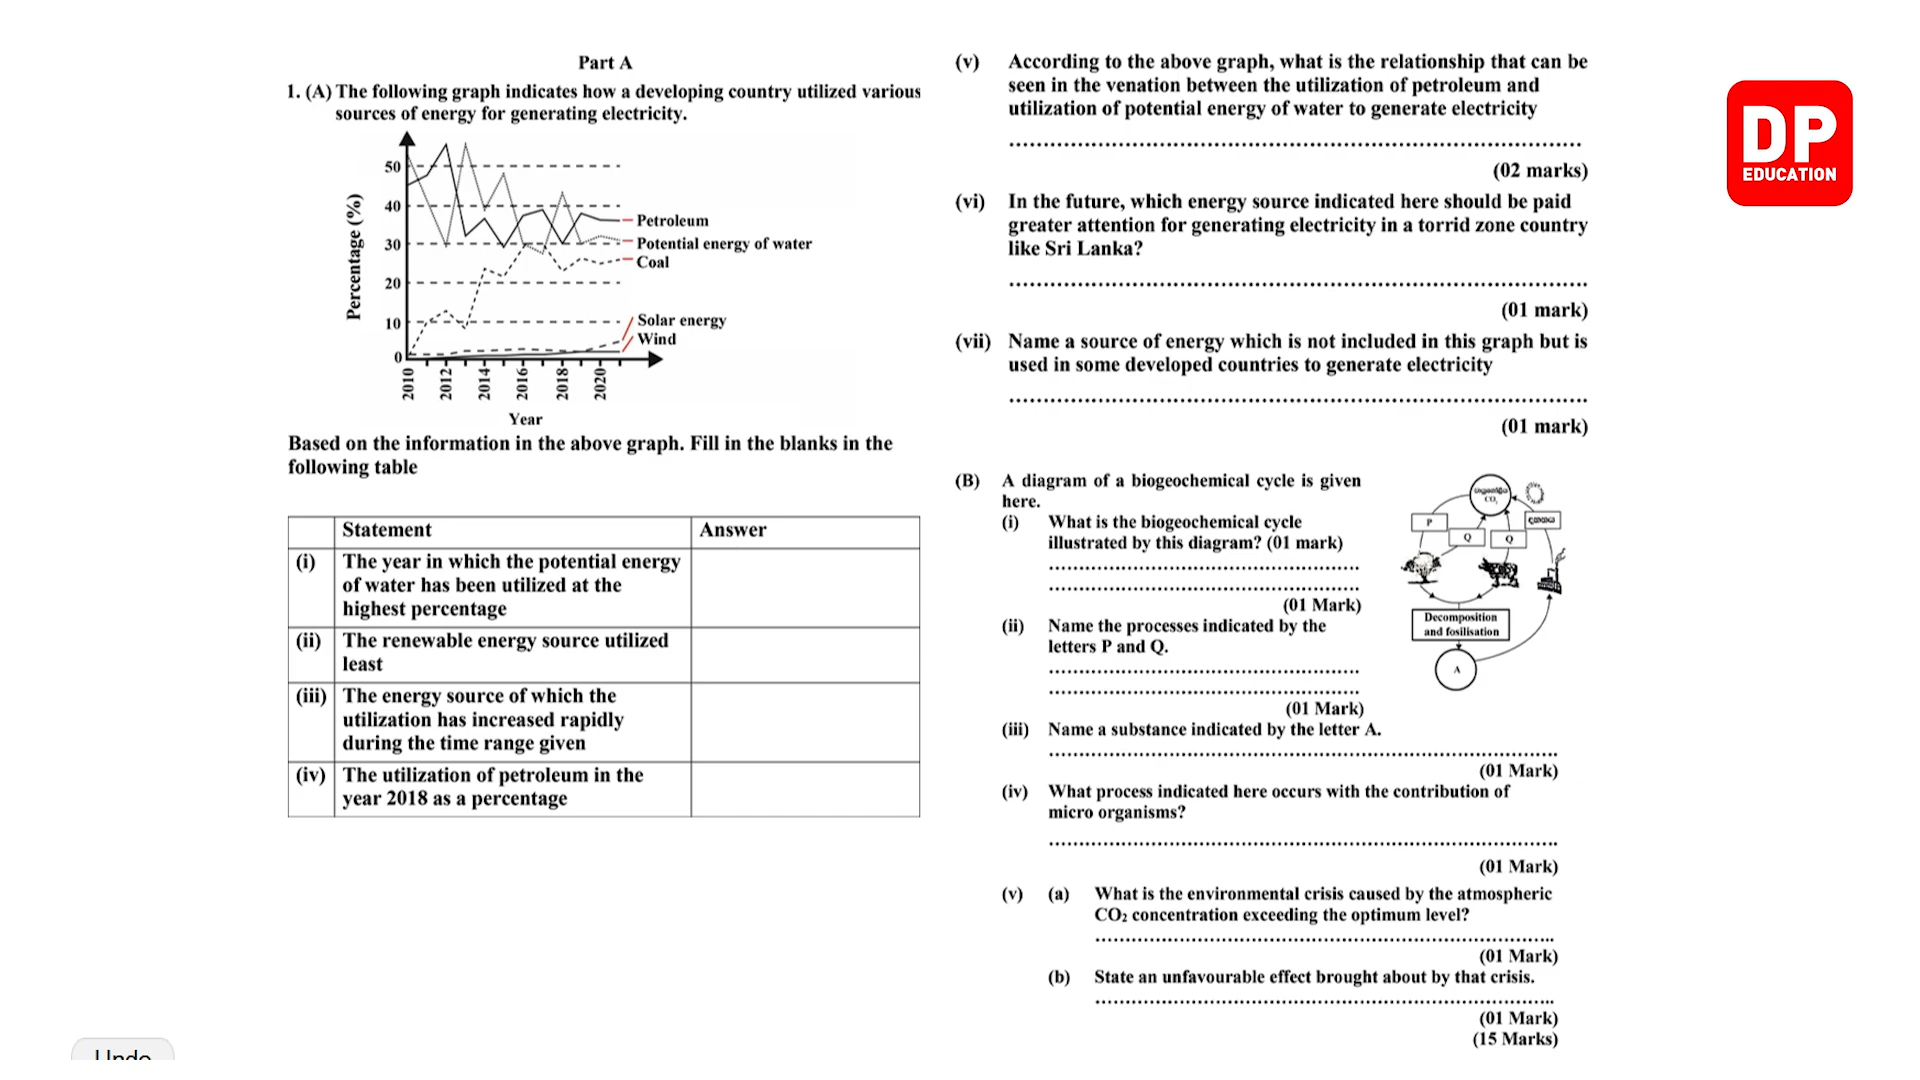 Part A
1. (A) The following graph indicates how a developing country utilized various
sources of energy for generating electricity.
Percentage (%)
50
40
30
20
10
0
Petroleum
Potential energy of water
Coal
Solar energy
Wind
2010
2012
2014
2016
2018
2020
Year
Based on the information in the above graph. Fill in the blanks in the
following table
Statement Answer
(i) The year in which the potential energy
of water has been utilized at the
highest percentage
(ii) The renewable energy source utilized
least
(iii) The energy source of which the
utilization has increased rapidly
during the time range given
(iv) The utilization of petroleum in the
year 2018 as a percentage
(v) According to the above graph, what is the relationship that can be
seen in the venation between the utilization of petroleum and
utilization of potential energy of water to generate electricity
(02 marks)
(vi) In the future, which energy source indicated here should be paid
greater attention for generating electricity in a torrid zone country
like Sri Lanka?
(01 mark)
(vii) Name a source of energy which is not included in this graph but is
used in some developed countries to generate electricity
(01 mark)
(B) A diagram of a biogeochemical cycle is given
here.
(i) What is the biogeochemical cycle
illustrated by this diagram? (01 mark)
(01 Mark)
(ii) Name the processes indicated by the
letters P and Q.
(01 Mark)
(iii) Name a substance indicated by the letter A.
(01 Mark)
(iv) What process indicated here occurs with the contribution of
micro organisms?
(01 Mark)
(v) (a) What is the environmental crisis caused by the atmospheric
CO₂ concentration exceeding the optimum level?
(01 Mark)
(b) State an unfavourable effect brought about by that crisis.
(01 Mark)
(15 Marks)
CO₂
P
Q
Q
Decomposition
and fosilisation
A
DP
EDUCATION
Undo